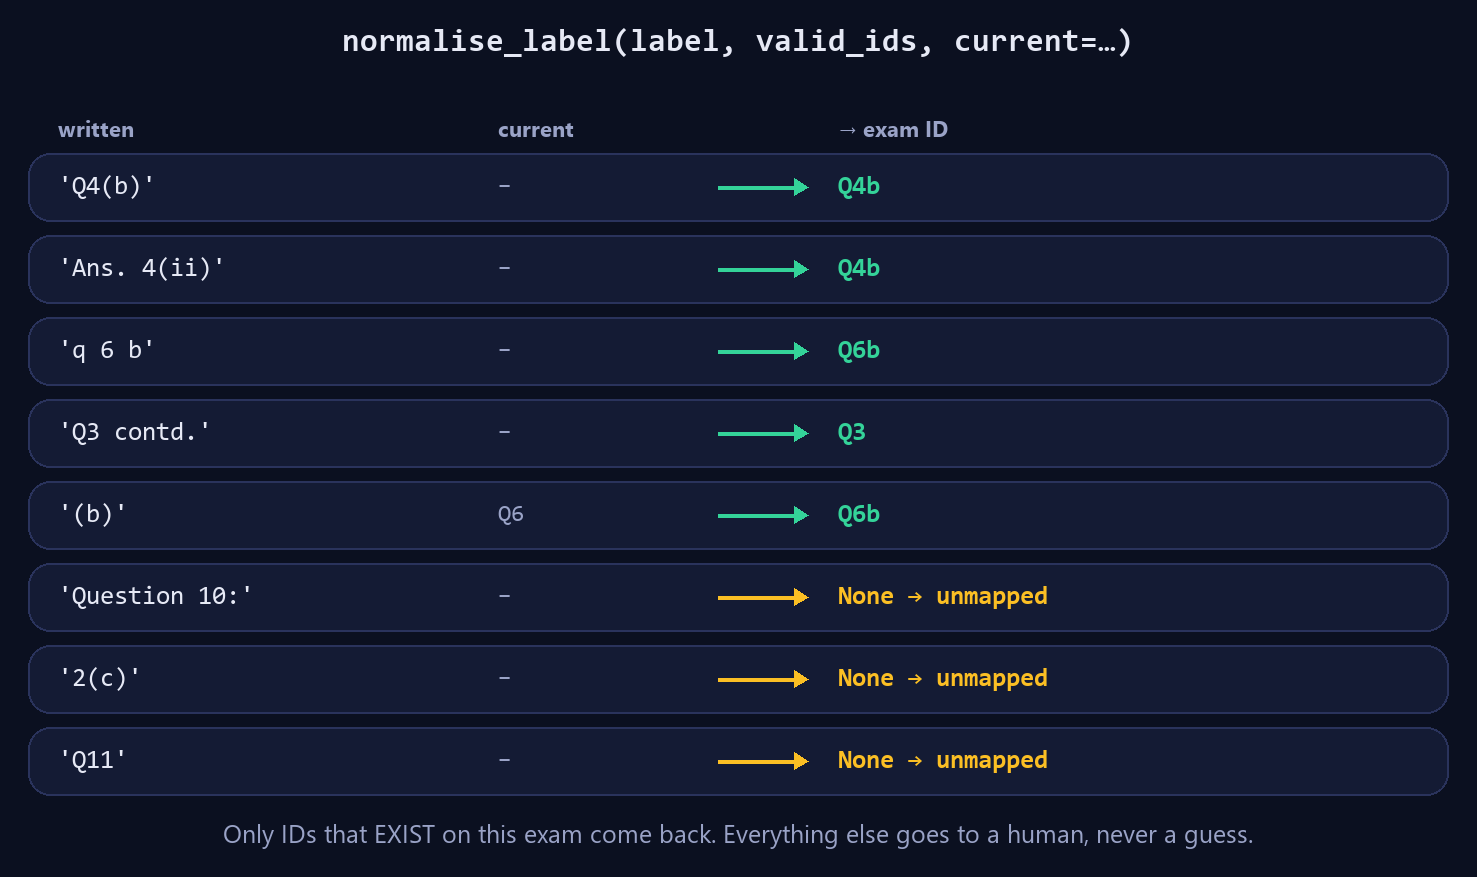 normalise_label(label, valid_ids, current=…)
written current → exam ID
'Q4(b)' – → Q4b
'Ans. 4(ii)' – → Q4b
'q 6 b' – → Q6b
'Q3 contd.' – → Q3
'(b)' Q6 → Q6b
'Question 10:' – → None → unmapped
'2(c)' – → None → unmapped
'Q11' – → None → unmapped
Only IDs that EXIST on this exam come back. Everything else goes to a human, never a guess.